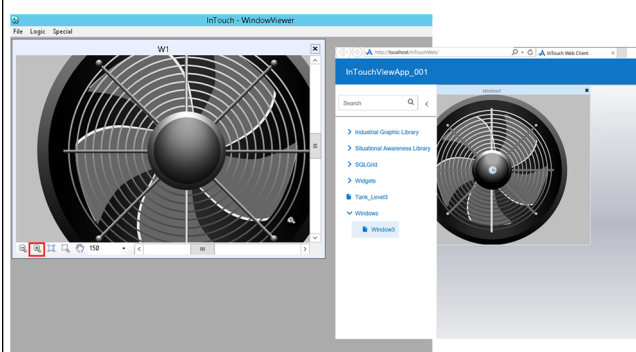 InTouch - WindowViewer
File Logic Special
W1
150
http://localhost/InTouchWeb/
InTouch Web Client
InTouchViewApp_001
Search
Window3
Industrial Graphic Library
Situational Awareness Library
SQLGrid
Widgets
Tank_Level3
Windows
Window3